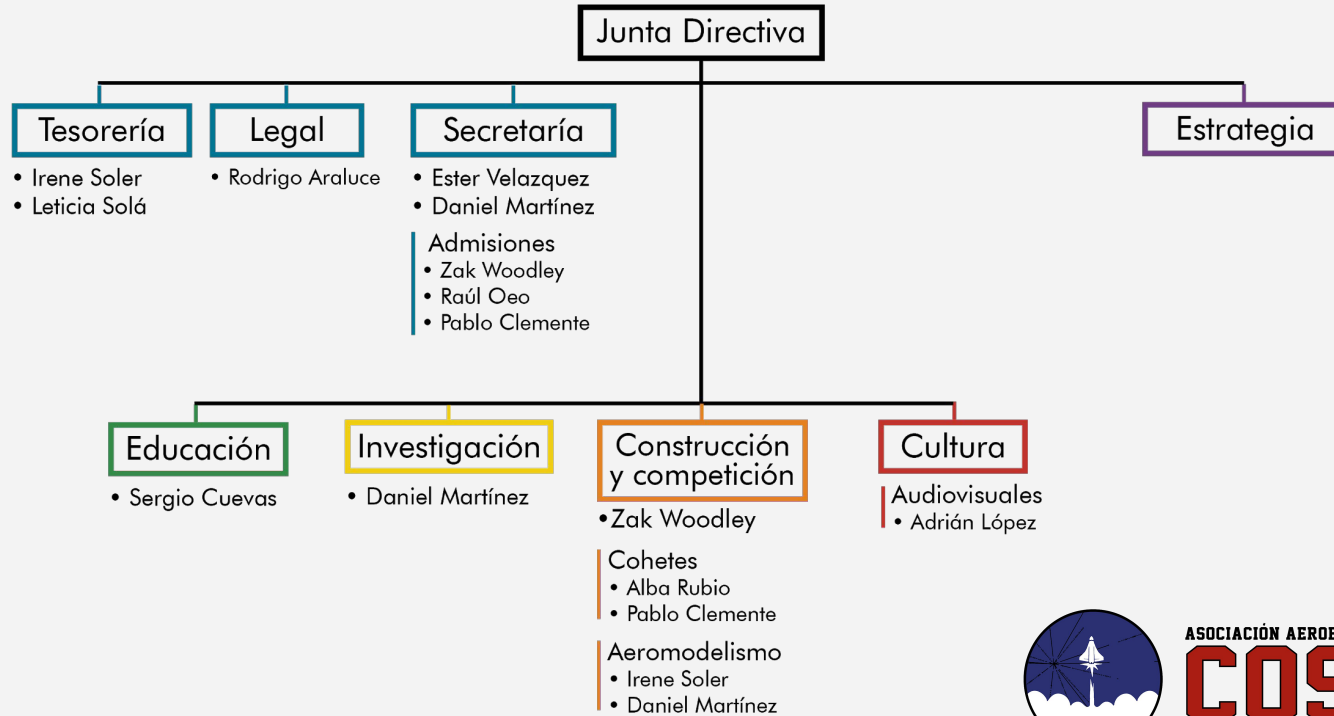 Junta Directiva
Tesorería
• Irene Soler
• Leticia Solá
Legal
• Rodrigo Araluce
Secretaría
• Ester Velazquez
• Daniel Martínez
Admisiones
• Zak Woodley
• Raúl Oeo
• Pablo Clemente
Estrategia
Educación
• Sergio Cuevas
Investigación
• Daniel Martínez
Construcción
y competición
•Zak Woodley
Cohetes
• Alba Rubio
• Pablo Clemente
Aeromodelismo
• Irene Soler
• Daniel Martínez
Cultura
Audiovisuales
• Adrián López
ASOCIACIÓN